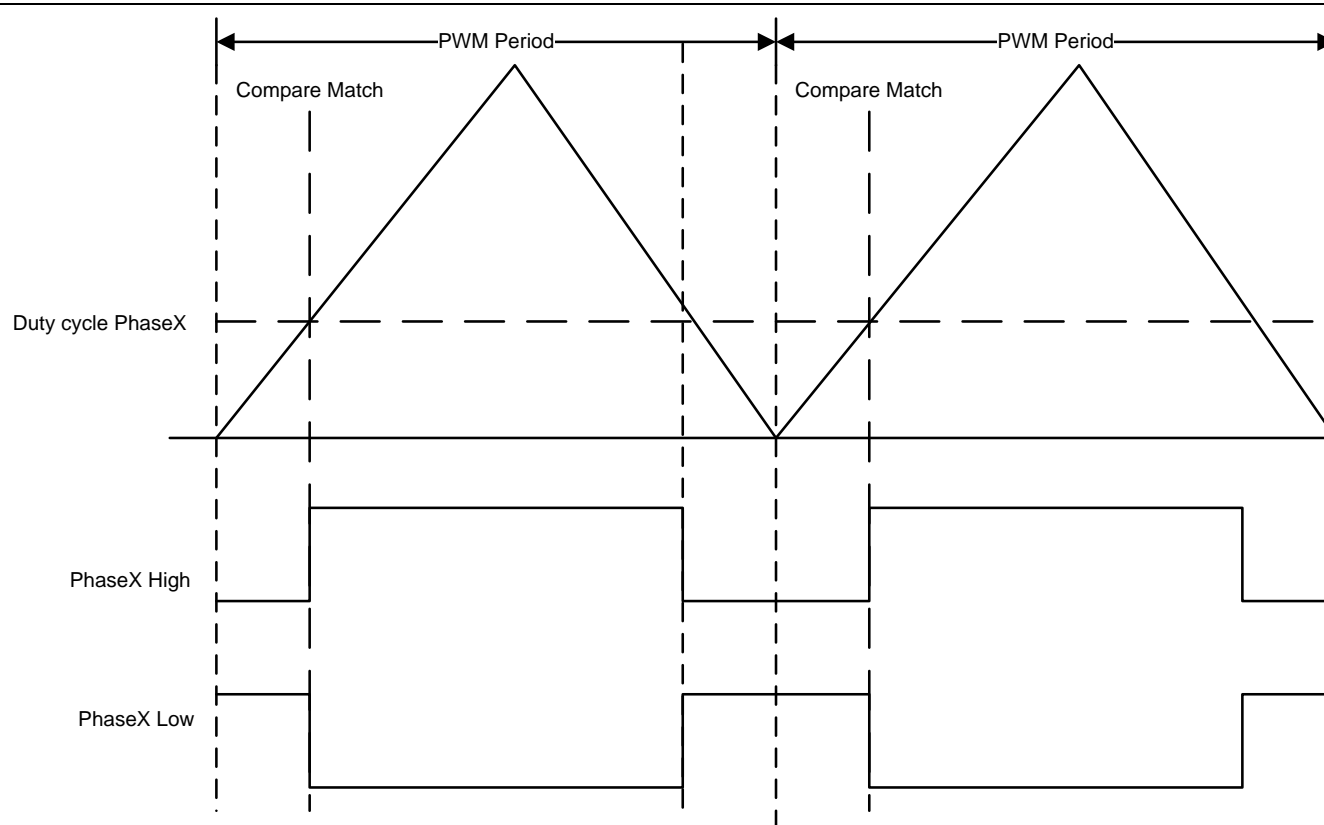 PWM Period
PWM Period
Compare Match
Compare Match
Duty cycle PhaseX
PhaseX High
PhaseX Low